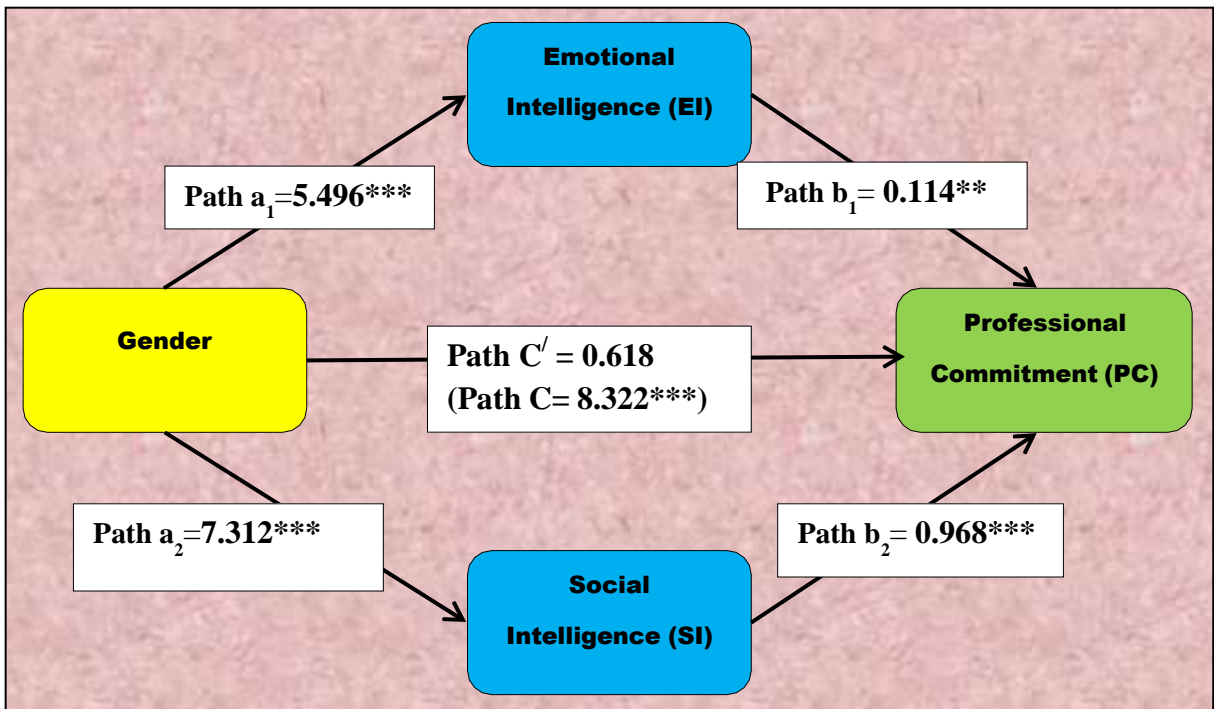 Emotional
Intelligence (EI)
Path a₁=5.496***
Path b₁= 0.114**
Gender
Path C/ = 0.618
(Path C= 8.322***)
Professional
Commitment (PC)
Path a₂=7.312***
Path b₂= 0.968***
Social
Intelligence (SI)